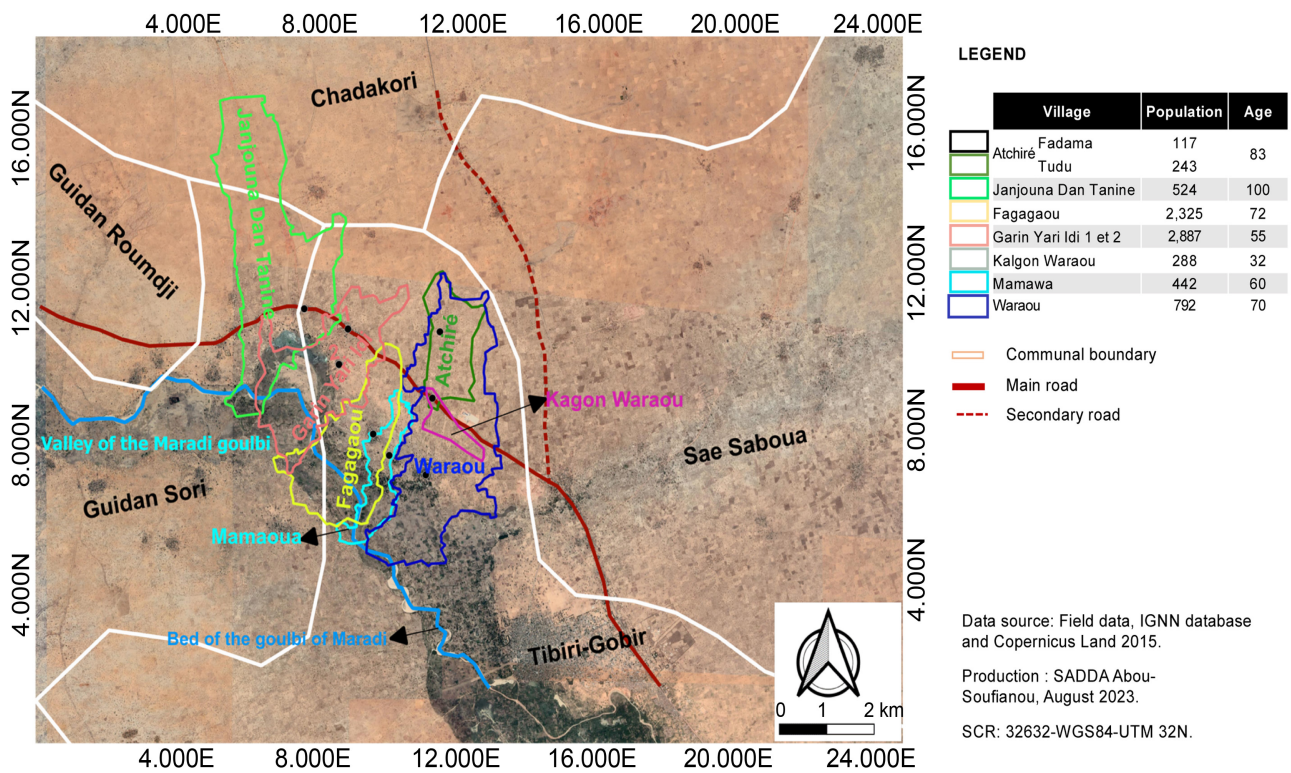 4.000E 8.000E 12.000E 16.000E 20.000E 24.000E
16.000N
12.000N
8.000N
4.000N
Chadakori
Janjouna Dan Tanine
Guidan Roumdji
Atchiré
Kagon Waraou
Fagagaou
Waraou
Sae Saboua
Valley of the Maradi goulbi
Guidan Sori
Mamaoua
Bed of the goulbi of Maradi
Tibiri-Gobir
0 1 2 km
16.000N
12.000N
8.000N
4.000N
4.000E 8.000E 12.000E 16.000E 20.000E 24.000E
LEGEND
Village Population Age
Atchiré Fadama 117 83
Tudu 243
Janjouna Dan Tanine 524 100
Fagagaou 2,325 72
Garin Yari Idi 1 et 2 2,887 55
Kalgon Waraou 288 32
Mamawa 442 60
Waraou 792 70
Communal boundary
Main road
Secondary road
Data source: Field data, IGNN database
and Copernicus Land 2015.
Production : SADDA Abou-
Soufianou, August 2023.
SCR: 32632-WGS84-UTM 32N.